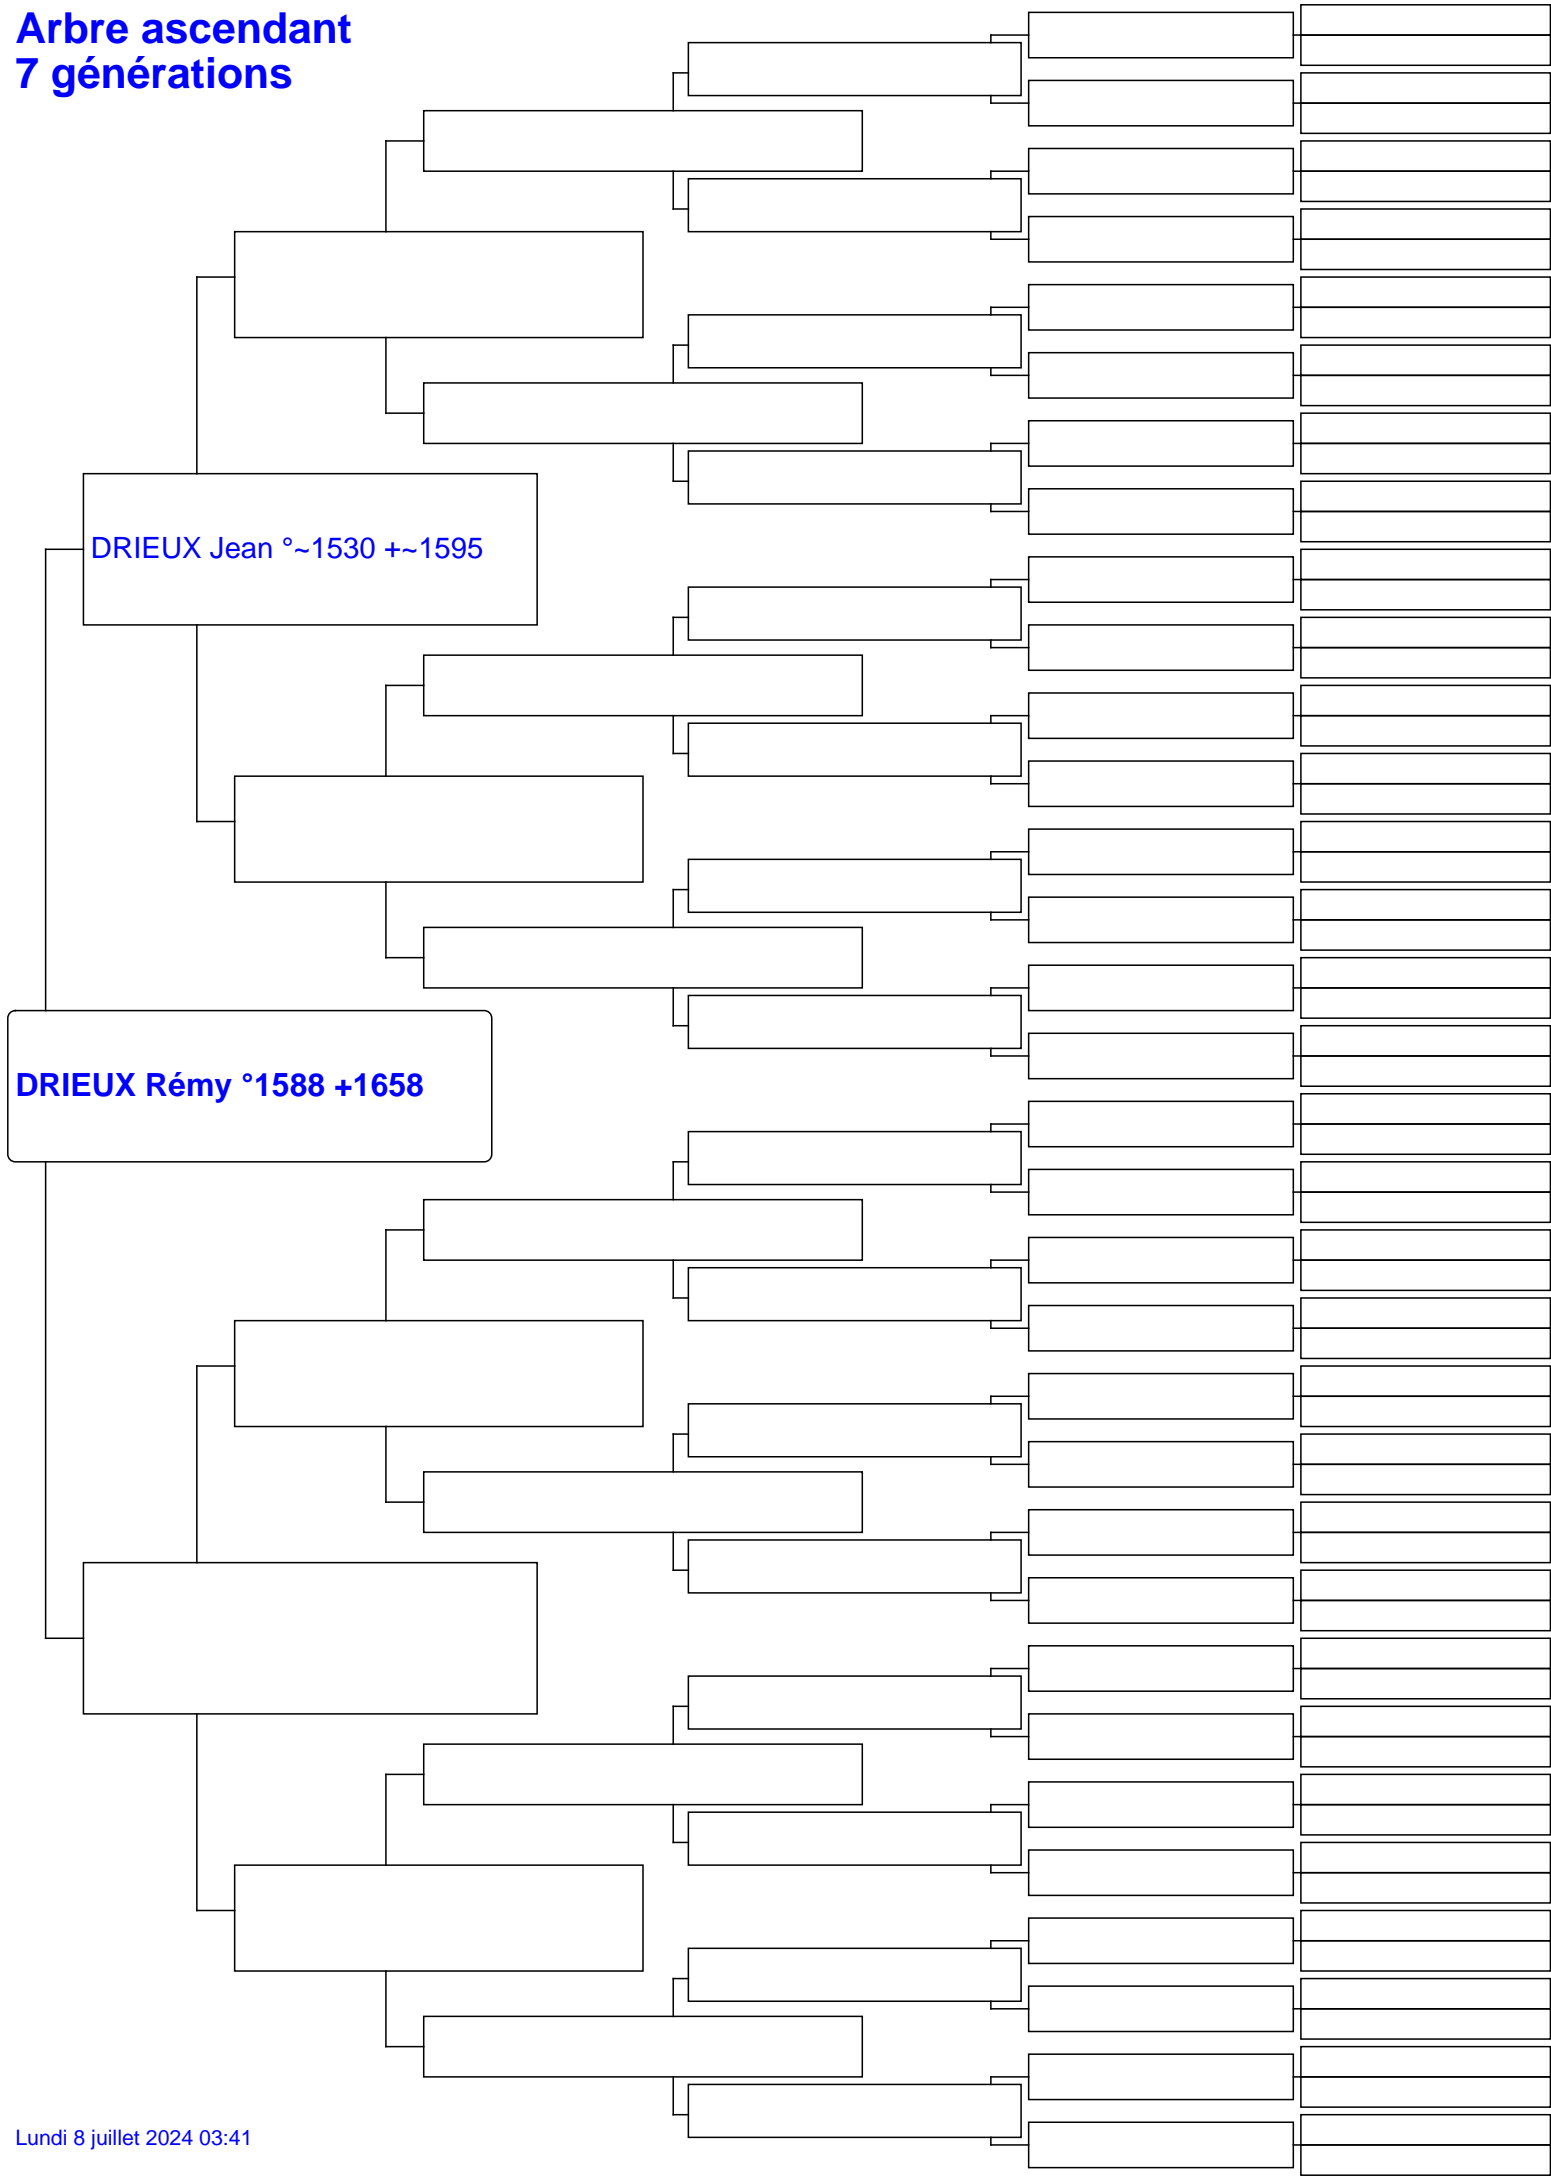 Arbre ascendant
7 générations
DRIEUX Jean °~1530 +~1595
DRIEUX Rémy °1588 +1658
Lundi 8 juillet 2024 03:41